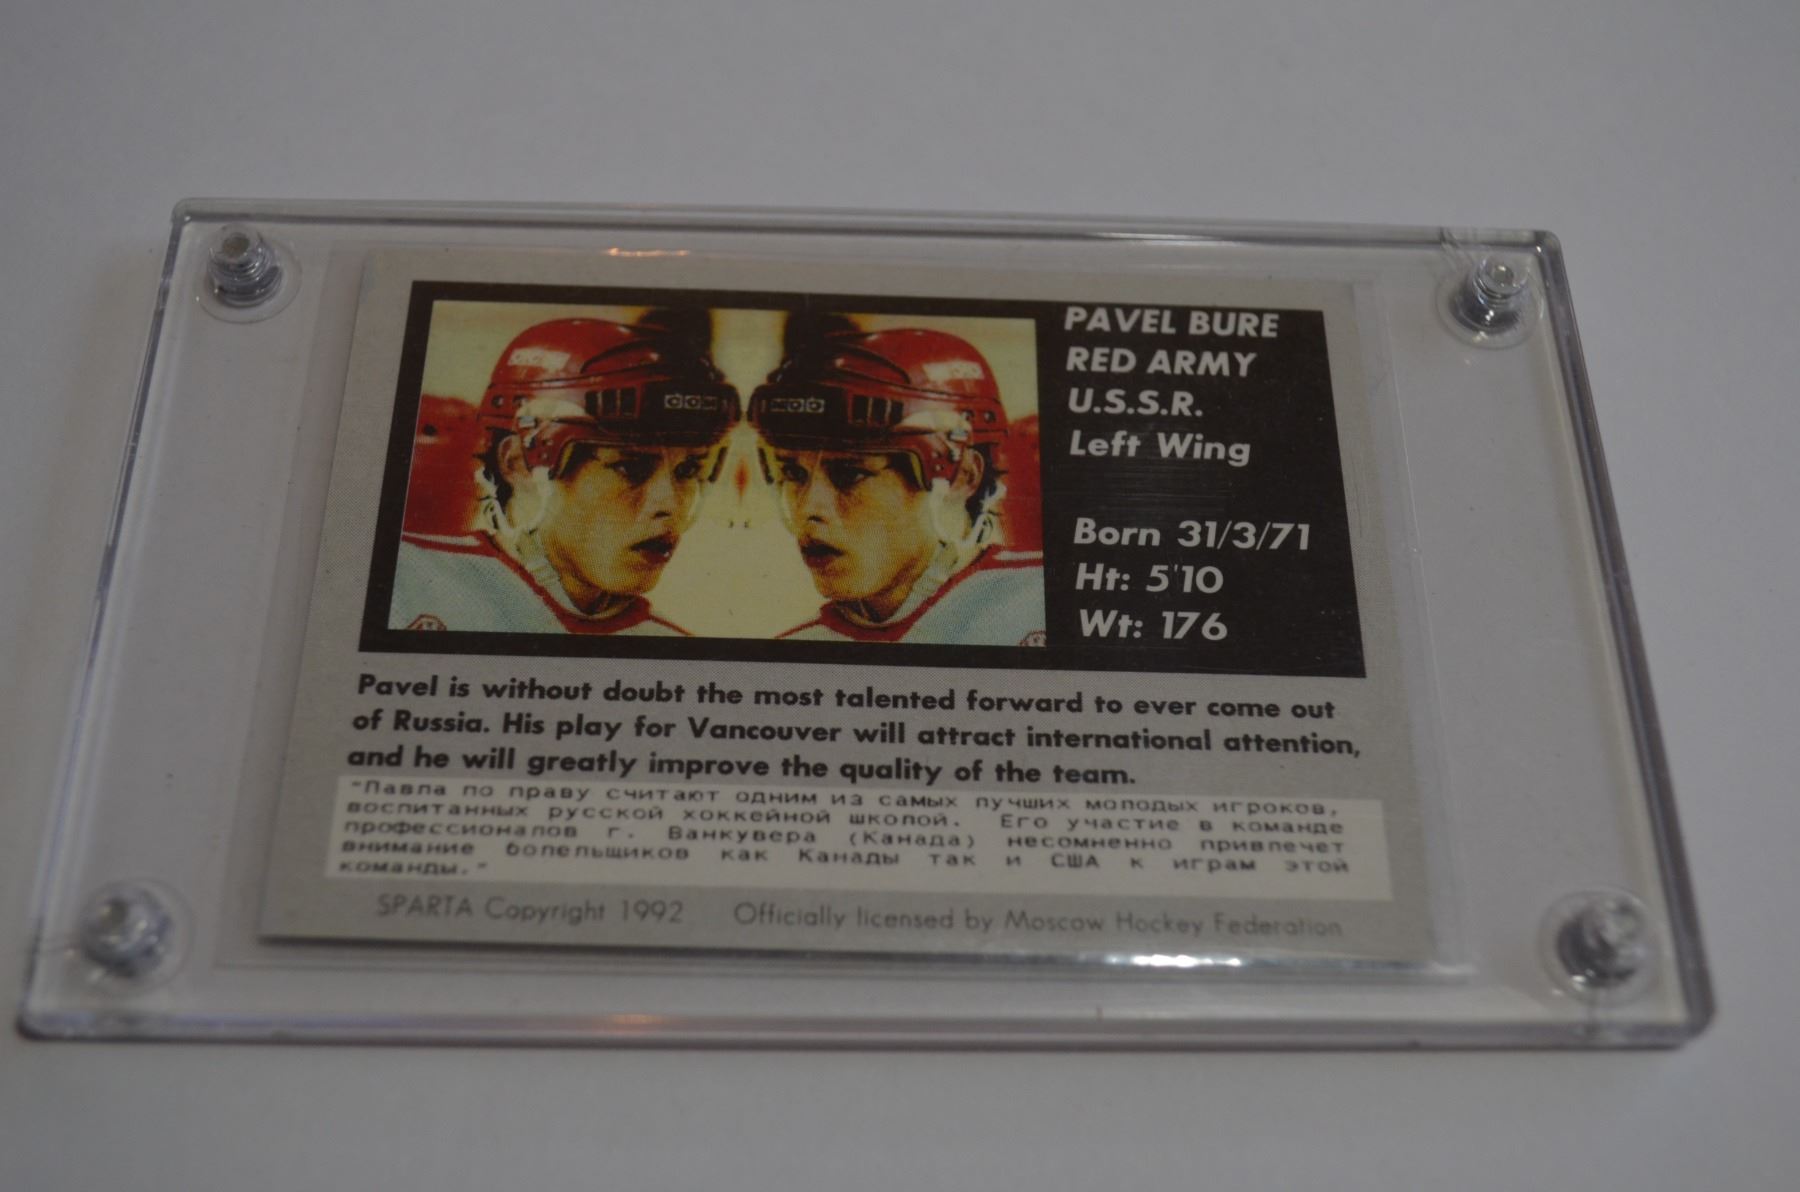 PAVEL BURE
RED ARMY
U.S.S.R.
Left Wing
Born 31/3/71
Ht: 5'10
Wt: 176
Pavel is without doubt the most talented forward to ever come out
of Russia. His play for Vancouver will attract international attention,
and he will greatly improve the quality of the team.
"Павла по праву считают одним из самых лучших молодых игроков,
воспитанных русской хоккейной школой. Его участие в команде
профессионалов г. Ванкувера (Канада) несомненно привлечет
внимание болельщиков как Канады так и США к играм этой
команды."
SPARTA Copyright 1992 Officially licensed by Moscow Hockey Federation